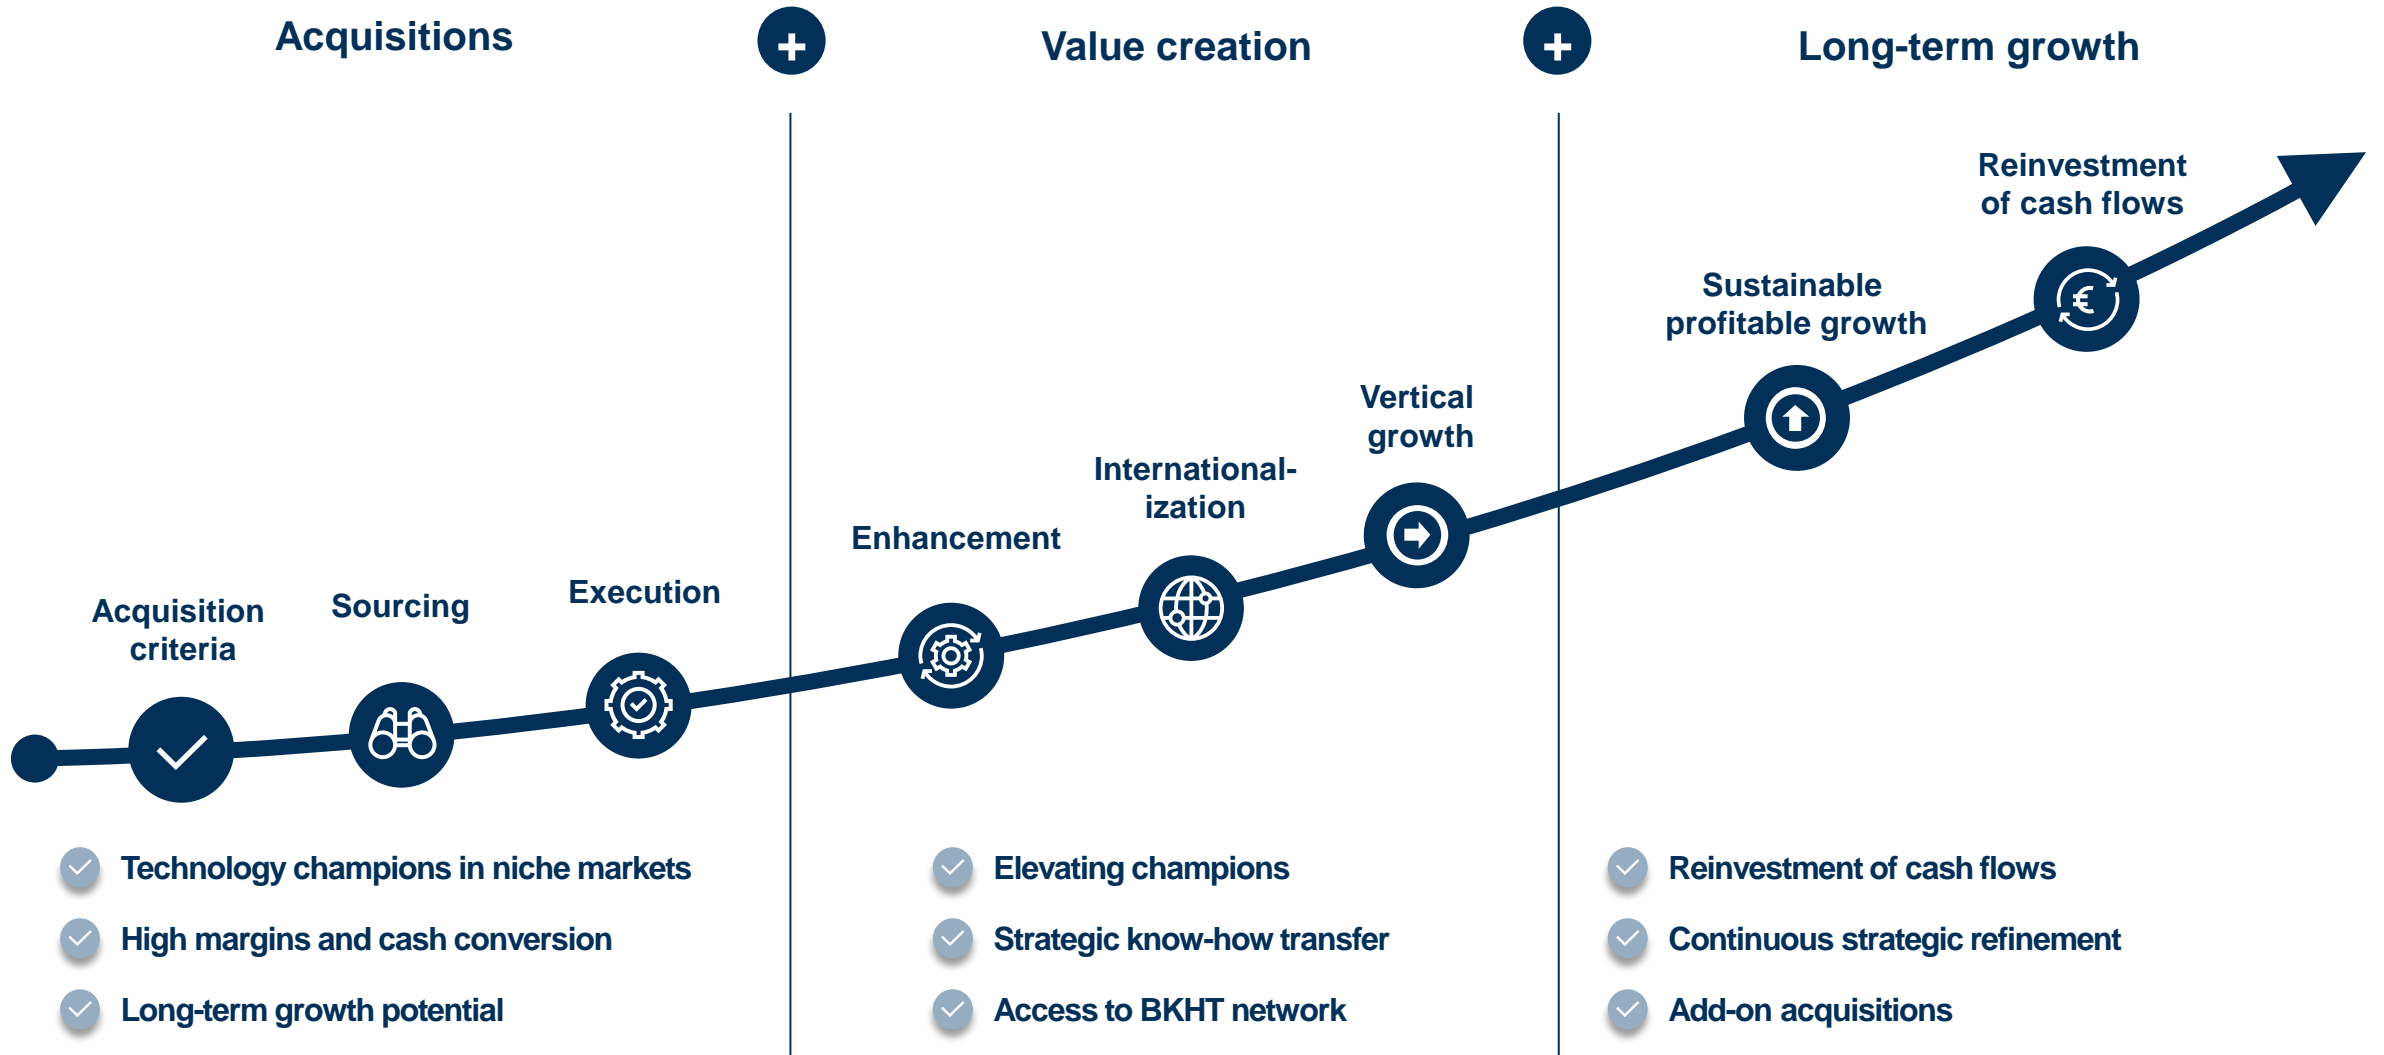 Acquisitions
+
Value creation
+
Long-term growth
Acquisition
criteria
Sourcing
Execution
Enhancement
International-
ization
Vertical
growth
Sustainable
profitable growth
Reinvestment
of cash flows
€
Technology champions in niche markets
High margins and cash conversion
Long-term growth potential
Elevating champions
Strategic know-how transfer
Access to BKHT network
Reinvestment of cash flows
Continuous strategic refinement
Add-on acquisitions